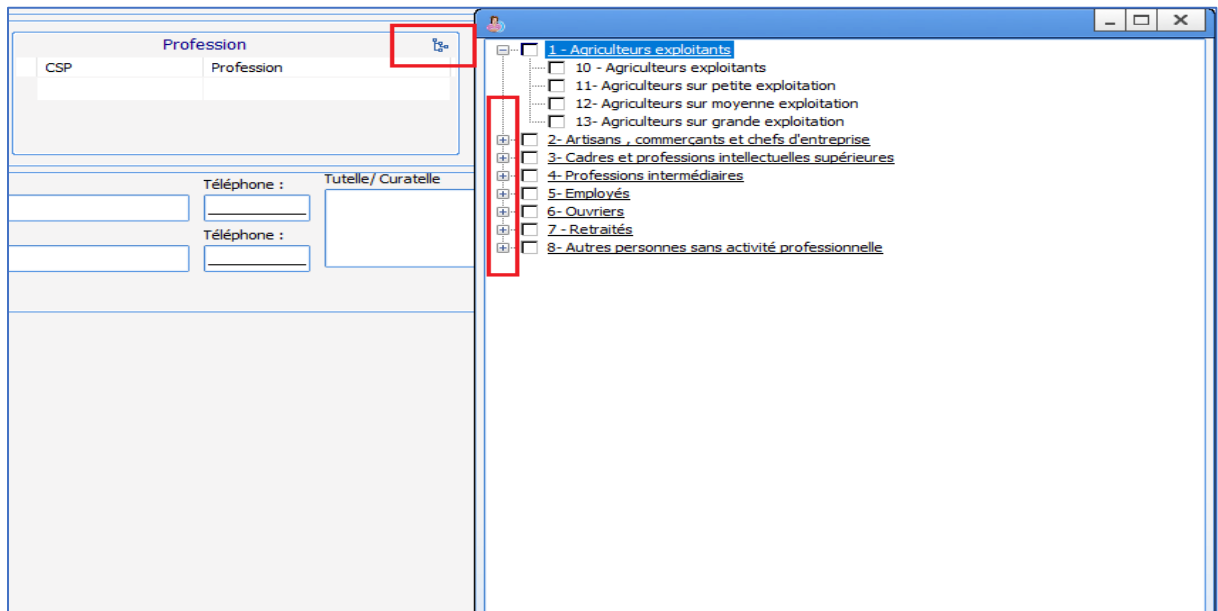 Profession
CSP Profession
Téléphone :
Tutelle/ Curatelle
Téléphone :
1 - Agriculteurs exploitants
10 - Agriculteurs exploitants
11- Agriculteurs sur petite exploitation
12- Agriculteurs sur moyenne exploitation
13- Agriculteurs sur grande exploitation
2- Artisans , commerçants et chefs d'entreprise
3- Cadres et professions intellectuelles supérieures
4- Professions intermédiaires
5- Employés
6- Ouvriers
7 - Retraités
8- Autres personnes sans activité professionnelle